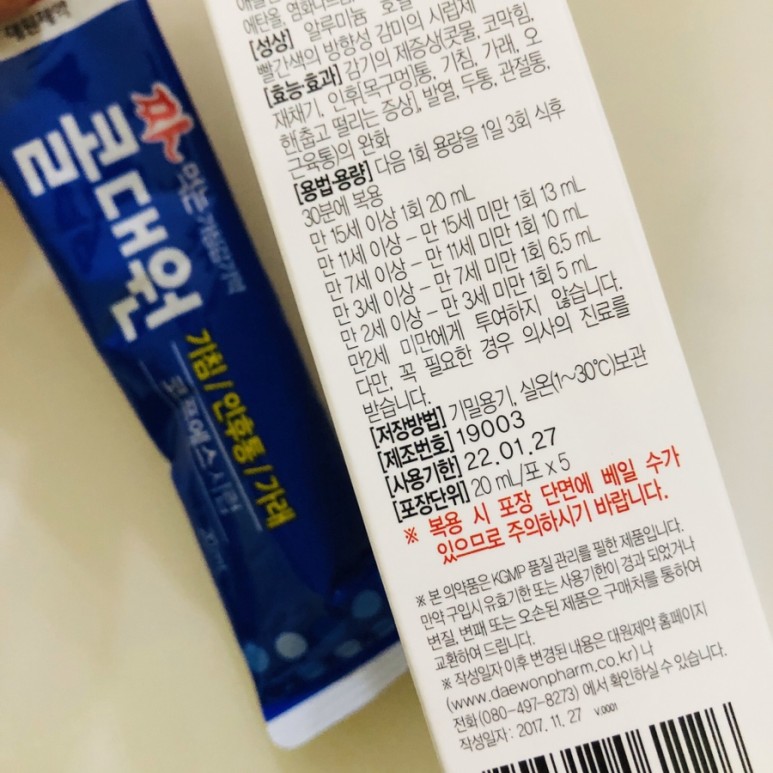 대원제약
짜
먹는 기침감기약
콜대원
기침/인후통/가래
콜프에스시럽
20mL
알루미늄
[성상] 빨간색의 방향성 감미의 시럽제
[효능·효과] 감기의 제증상(콧물, 코막힘,
재채기, 인후[목구멍]통, 기침, 가래, 오
한[춥고 떨리는 증상], 발열, 두통, 관절통,
근육통)의 완화
[용법·용량] 다음 1회 용량을 1일 3회 식후
30분에 복용
만 15세 이상 1회 20 mL
만 11세 이상 – 만 15세 미만 1회 13 mL
만 7세 이상 – 만 11세 미만 1회 10 mL
만 3세 이상 – 만 7세 미만 1회 6.5 mL
만 2세 이상 – 만 3세 미만 1회 5 mL
만2세 미만에게 투여하지 않습니다.
다만, 꼭 필요한 경우 의사의 진료를
받습니다.
[저장방법] 기밀용기, 실온(1~30℃)보관
[제조번호] 19003
[사용기한] 22.01.27
[포장단위] 20 mL/포 x 5
※ 복용 시 포장 단면에 베일 수가
있으므로 주의하시기 바랍니다.
※ 본 의약품은 KGMP 품질 관리를 필한 제품입니다.
만약 구입시 유효기한 또는 사용기한이 경과 되었거나
변질, 변패 또는 오손된 제품은 구매처를 통하여
교환하여 드립니다.
※ 작성일자 이후 변경된 내용은 대원제약 홈페이지
(www.daewonpharm.co.kr) 나
전화 (080-497-8273) 에서 확인하실 수 있습니다.
작성일자 : 2017. 11. 27 V.0001